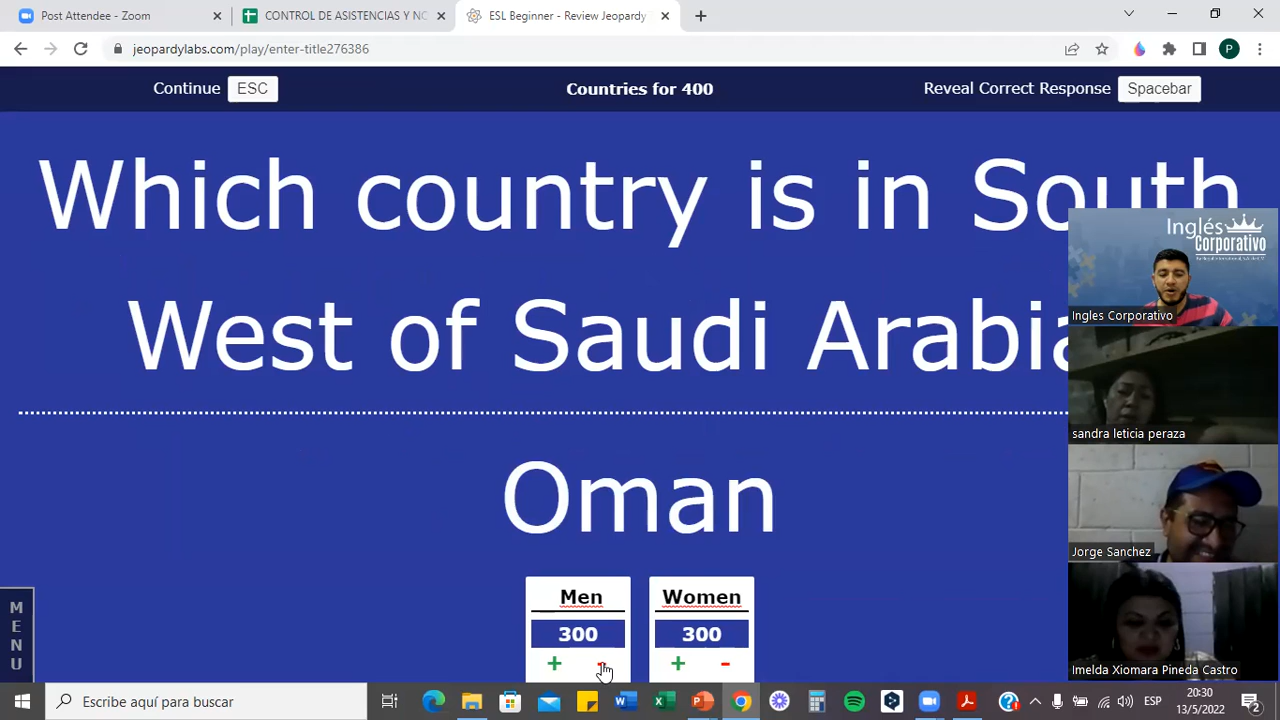 Post Attendee - Zoom
CONTROL DE ASISTENCIAS Y NO
ESL Beginner - Review Jeopardy
jeopardylabs.com/play/enter-title276386
P
Continue ESC
Countries for 400
Reveal Correct Response Spacebar
Which country is in South
West of Saudi Arabia
Oman
Inglés
Corporativo
Ingles Corporativo
sandra leticia peraza
Jorge Sanchez
Imelda Xiomara Pineda Castro
MENU
Men
300
+ -
Women
300
+ -
Escribe aquí para buscar
ESP
20:30
13/5/2022
2